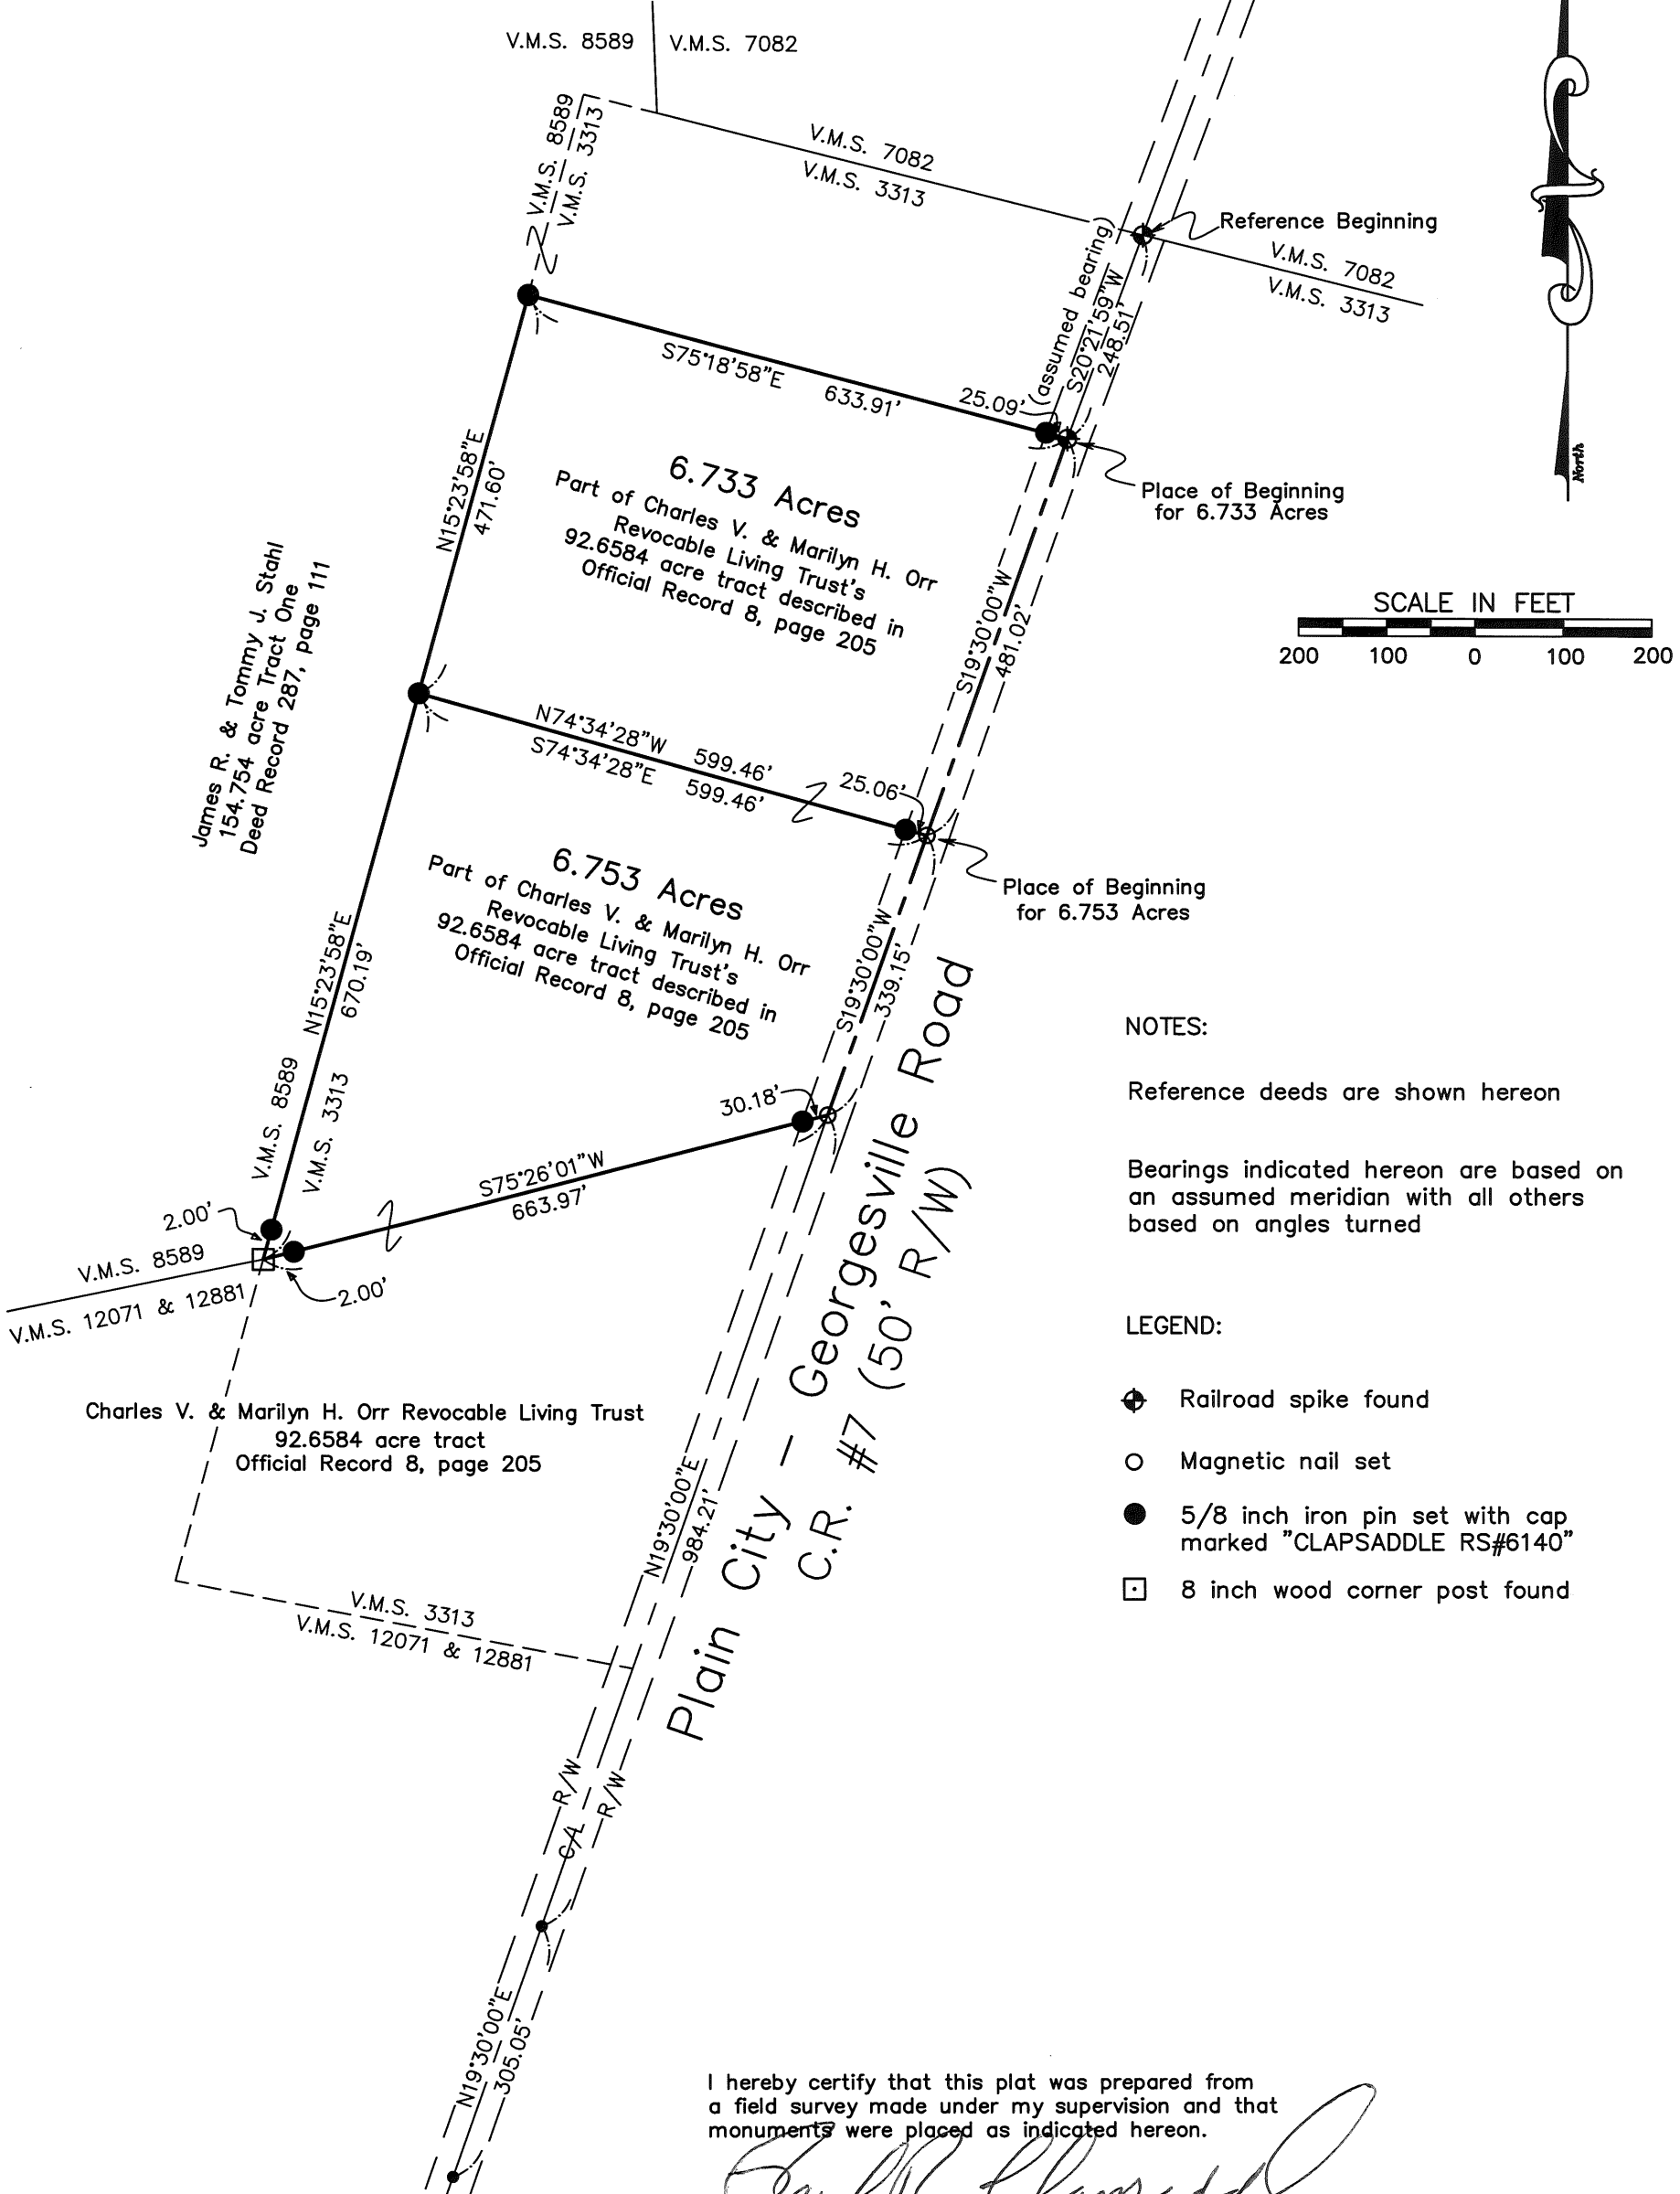 V.M.S. 8589
V.M.S. 7082
V.M.S. 8589
V.M.S. 3313
V.M.S. 7082
V.M.S. 3313
Reference Beginning
V.M.S. 7082
V.M.S. 3313
(assumed bearing)
S20°21'59"W
248.51'
North
S75°18'58"E 633.91'
25.09'
Place of Beginning
for 6.733 Acres
N15°23'58"E
471.60'
6.733 Acres
Part of Charles V. & Marilyn H. Orr
Revocable Living Trust's
92.6584 acre tract described in
Official Record 8, page 205
S19°30'00"W
481.02'
SCALE IN FEET
200 100 0 100 200
James R. & Tommy J. Stahl
154.754 acre Tract One
Deed Record 287, page 111
N74°34'28"W 599.46'
S74°34'28"E 599.46'
25.06'
Place of Beginning
for 6.753 Acres
6.753 Acres
Part of Charles V. & Marilyn H. Orr
Revocable Living Trust's
92.6584 acre tract described in
Official Record 8, page 205
S19°30'00"W
339.15'
N15°23'58"E
670.19'
V.M.S. 8589
V.M.S. 3313
30.18'
S75°26'01"W
663.97'
2.00'
2.00'
V.M.S. 8589
V.M.S. 12071 & 12881
Plain City - Georgesville Road
C.R. #7 (50' R/W)
NOTES:
Reference deeds are shown hereon
Bearings indicated hereon are based on
an assumed meridian with all others
based on angles turned
LEGEND:
Railroad spike found
Magnetic nail set
5/8 inch iron pin set with cap
marked "CLAPSADDLE RS#6140"
8 inch wood corner post found
Charles V. & Marilyn H. Orr Revocable Living Trust
92.6584 acre tract
Official Record 8, page 205
N19°30'00"E
984.21'
V.M.S. 3313
V.M.S. 12071 & 12881
R/W
C/L
R/W
N19°30'00"E
305.05'
I hereby certify that this plat was prepared from
a field survey made under my supervision and that
monuments were placed as indicated hereon.